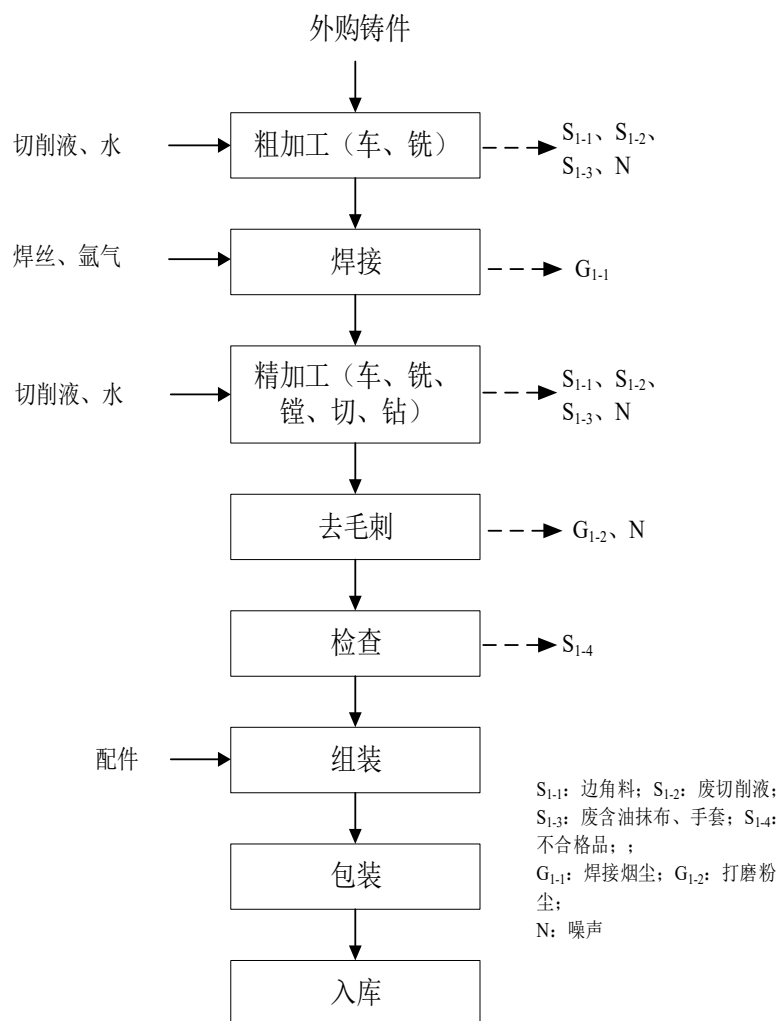 外购铸件
切削液、水
粗加工（车、铣）
S1-1、S1-2、
S1-3、N
焊丝、氩气
焊接
G1-1
切削液、水
精加工（车、铣、
镗、切、钻）
S1-1、S1-2、
S1-3、N
去毛刺
G1-2、N
检查
S1-4
配件
组装
包装
入库
S1-1：边角料；S1-2：废切削液；
S1-3：废含油抹布、手套；S1-4：
不合格品；；
G1-1：焊接烟尘；G1-2：打磨粉
尘；
N：噪声